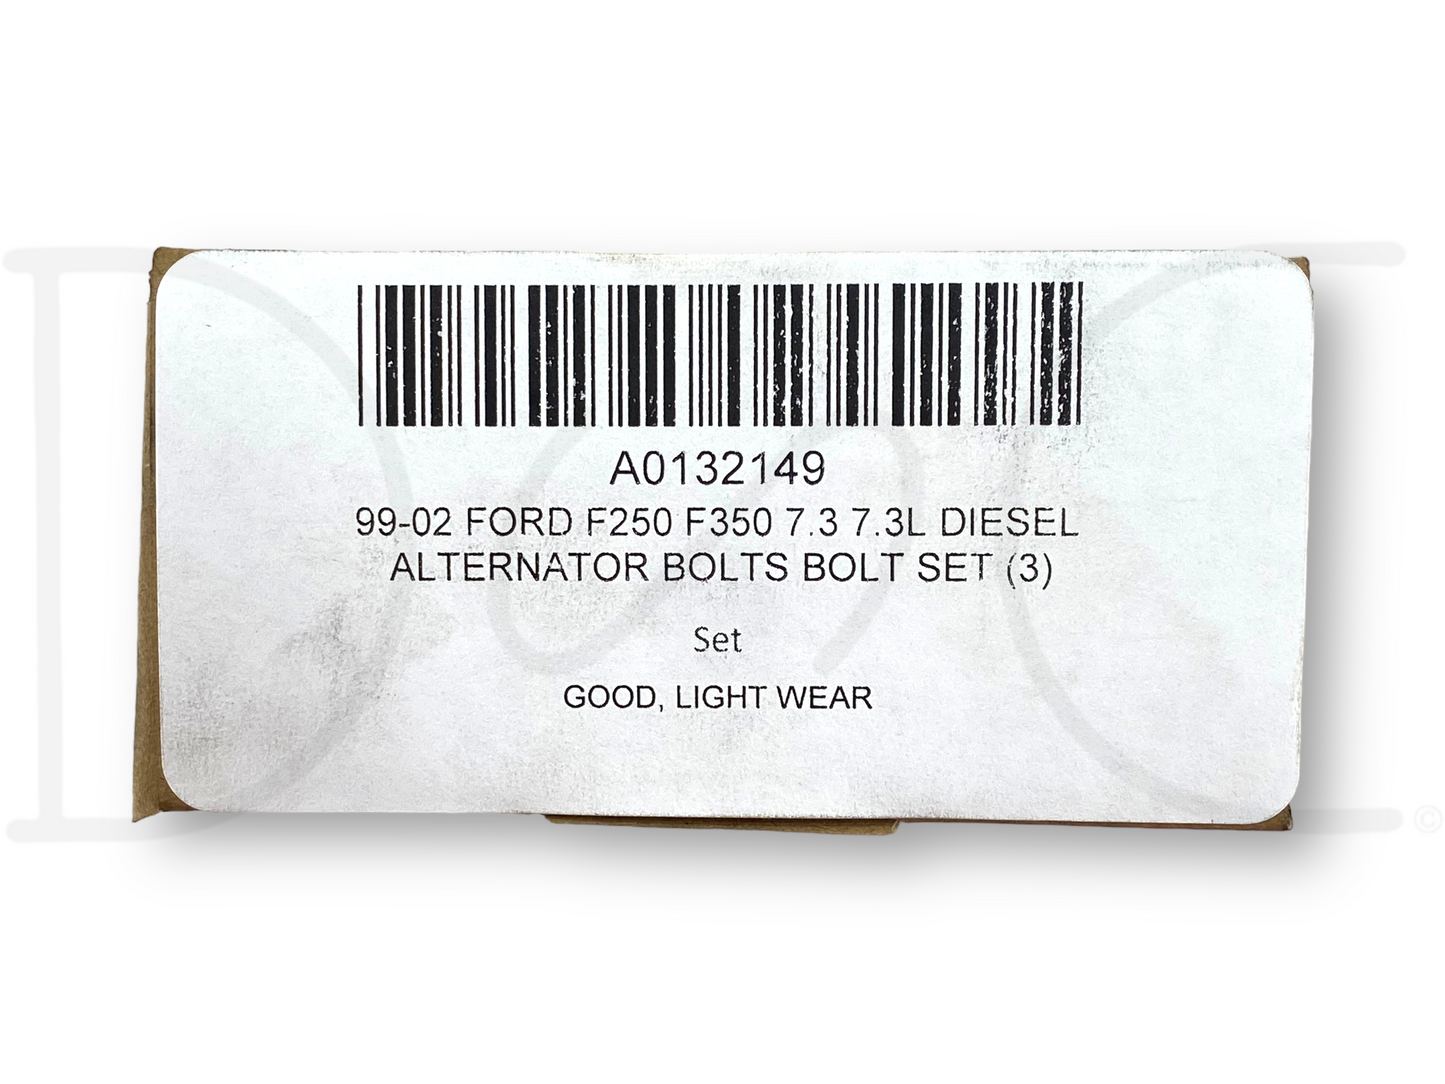 A0132149
99-02 FORD F250 F350 7.3 7.3L DIESEL
ALTERNATOR BOLTS BOLT SET (3)
Set
GOOD, LIGHT WEAR
©